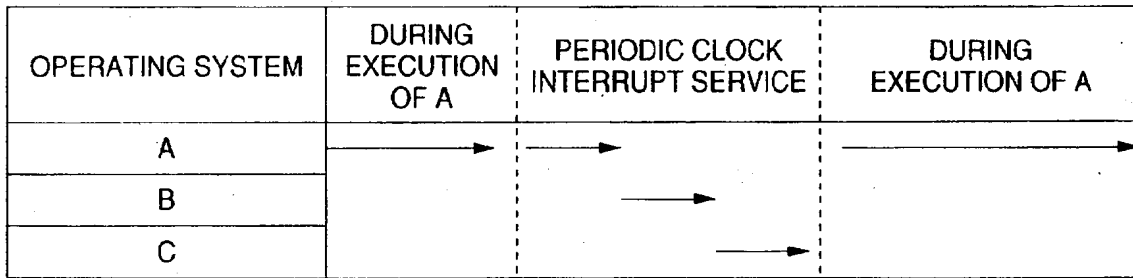 OPERATING SYSTEM
DURING
EXECUTION
OF A
PERIODIC CLOCK
INTERRUPT SERVICE
DURING
EXECUTION OF A
A
B
C